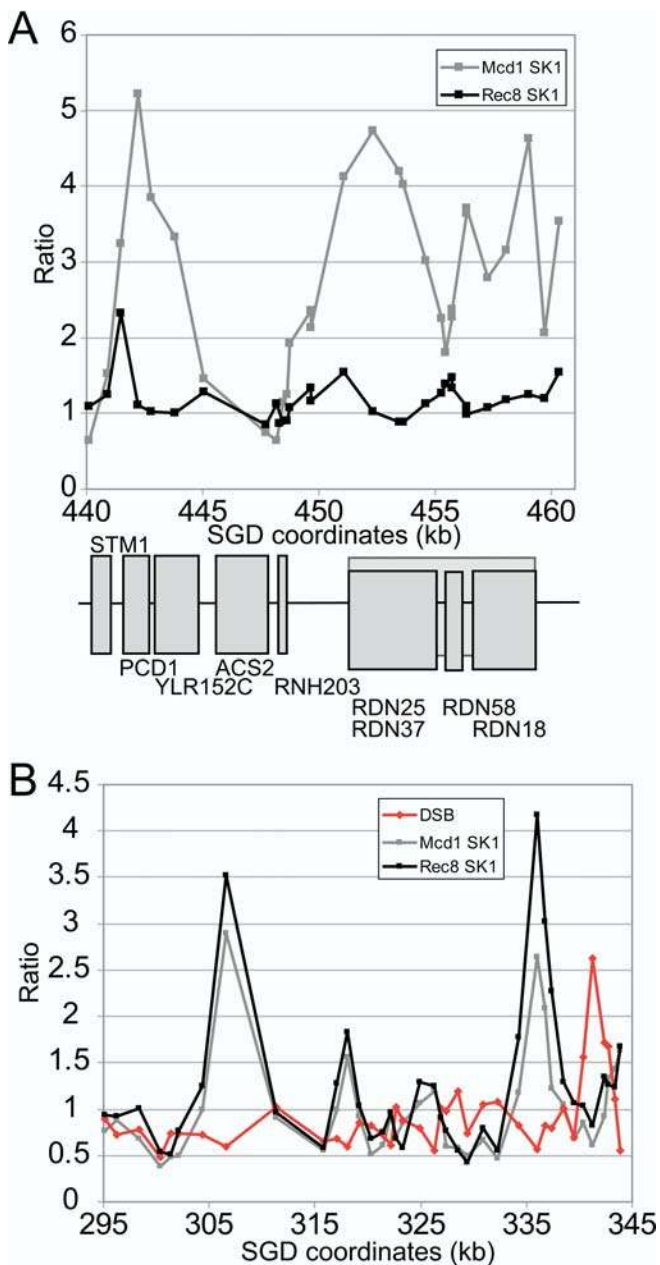 A
6
5
4
3
2
1
0
Ratio
Mcd1 SK1
Rec8 SK1
440 445 450 455 460
SGD coordinates (kb)
STM1
PCD1
YLR152C
ACS2
RNH203
RDN25
RDN37
RDN58
RDN18
B
4.5
4
3.5
3
2.5
2
1.5
1
0.5
0
Ratio
DSB
Mcd1 SK1
Rec8 SK1
295 305 315 325 335 345
SGD coordinates (kb)